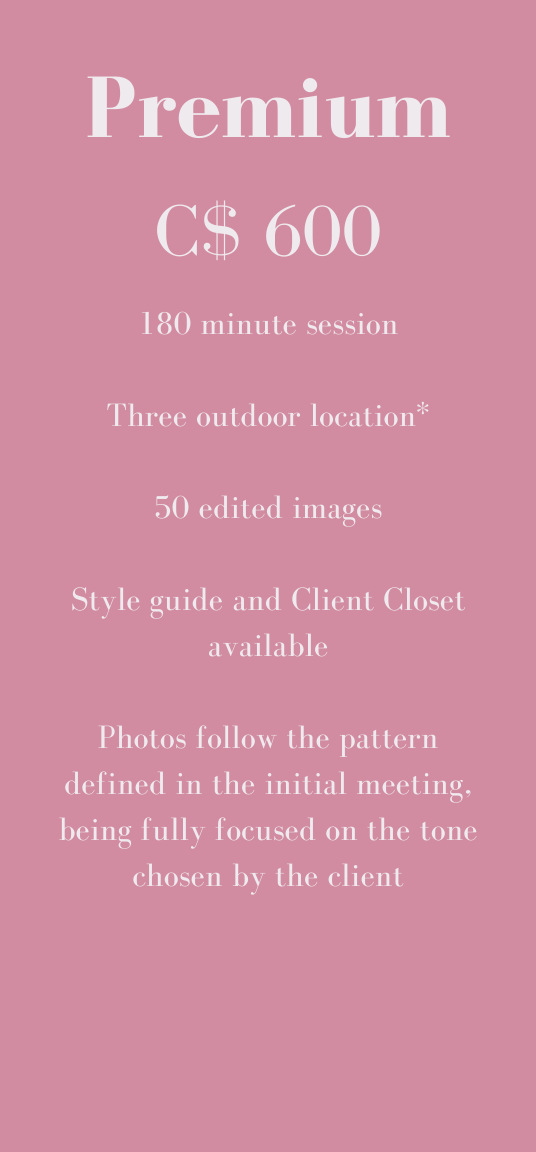 Premium
C$ 600
180 minute session
Three outdoor location*
50 edited images
Style guide and Client Closet
available
Photos follow the pattern
defined in the initial meeting,
being fully focused on the tone
chosen by the client